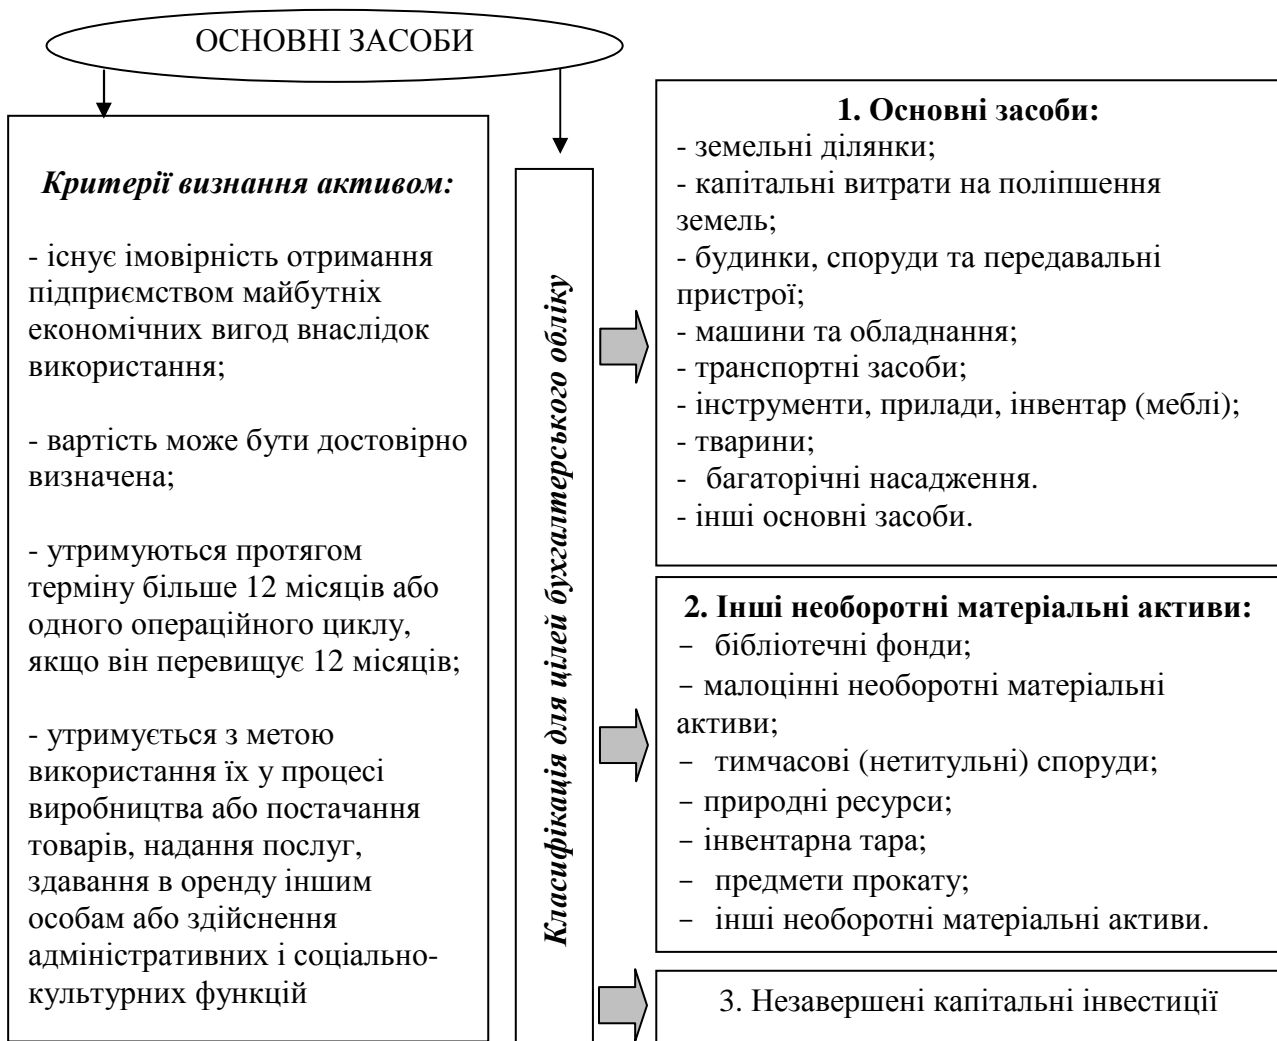 ОСНОВНІ ЗАСОБИ
Критерії визнання активом:
- існує імовірність отримання
підприємством майбутніх
економічних вигод внаслідок
використання;
- вартість може бути достовірно
визначена;
- утримуються протягом
терміну більше 12 місяців або
одного операційного циклу,
якщо він перевищує 12 місяців;
- утримується з метою
використання їх у процесі
виробництва або постачання
товарів, надання послуг,
здавання в оренду іншим
особам або здійснення
адміністративних і соціально-
культурних функцій
Класифікація для цілей бухгалтерського обліку
1. Основні засоби:
- земельні ділянки;
- капітальні витрати на поліпшення
земель;
- будинки, споруди та передавальні
пристрої;
- машини та обладнання;
- транспортні засоби;
- інструменти, прилади, інвентар (меблі);
- тварини;
- багаторічні насадження.
- інші основні засоби.
2. Інші необоротні матеріальні активи:
− бібліотечні фонди;
− малоцінні необоротні матеріальні
активи;
− тимчасові (нетитульні) споруди;
− природні ресурси;
− інвентарна тара;
− предмети прокату;
− інші необоротні матеріальні активи.
3. Незавершені капітальні інвестиції